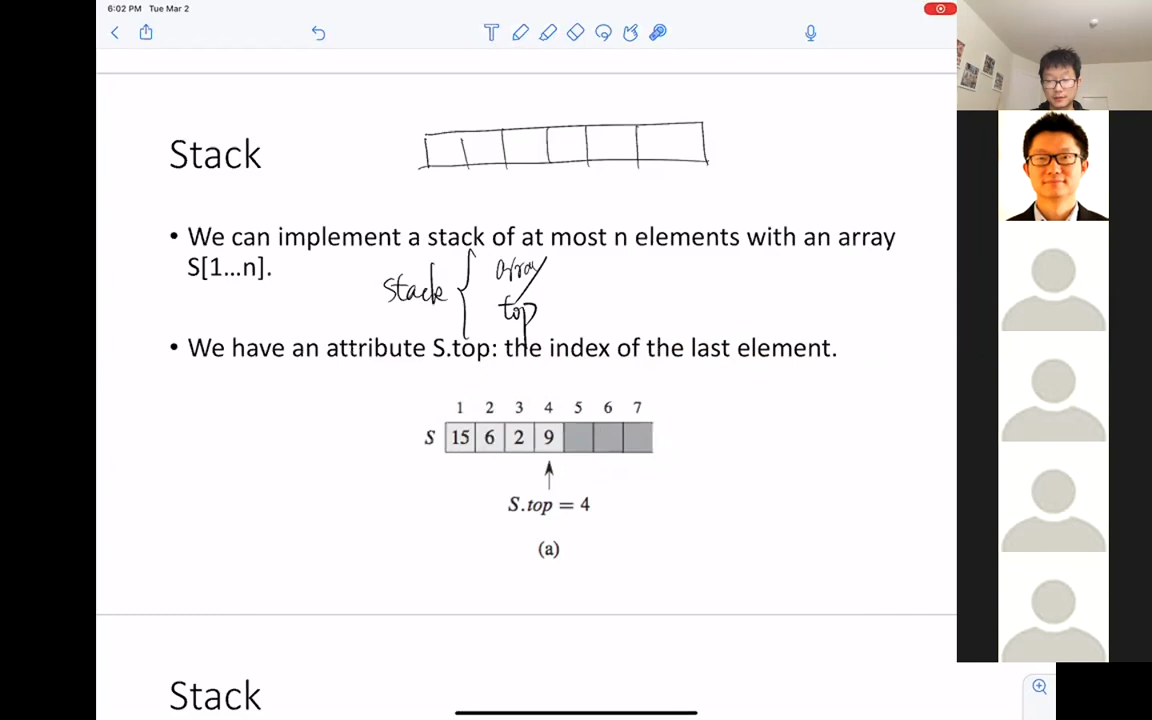 6:02 PM Tue Mar 2
Stack
• We can implement a stack of at most n elements with an array
S[1...n].
stack { array
top
• We have an attribute S.top: the index of the last element.
1 2 3 4 5 6 7
S 15 6 2 9
S.top = 4
(a)
Stack